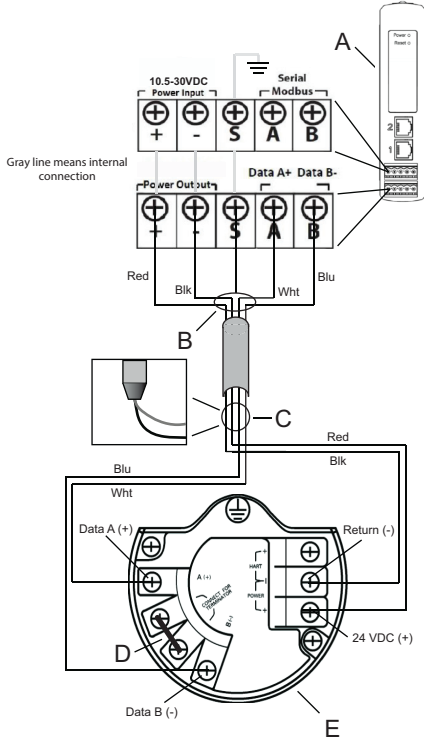 A
Power
Reset
2
1
10.5-30VDC
Power Input
Serial
Modbus
+ - S A B
Gray line means internal
connection
Power Output
Data A+ Data B-
+ - S A B
Red
Blk
Wht
Blu
B
C
Red
Blk
Blu
Wht
Data A (+)
Return (-)
+
HART
-
POWER
+
A (+)
CONNECT FOR
TERMINATOR
B (-)
24 VDC (+)
D
Data B (-)
E